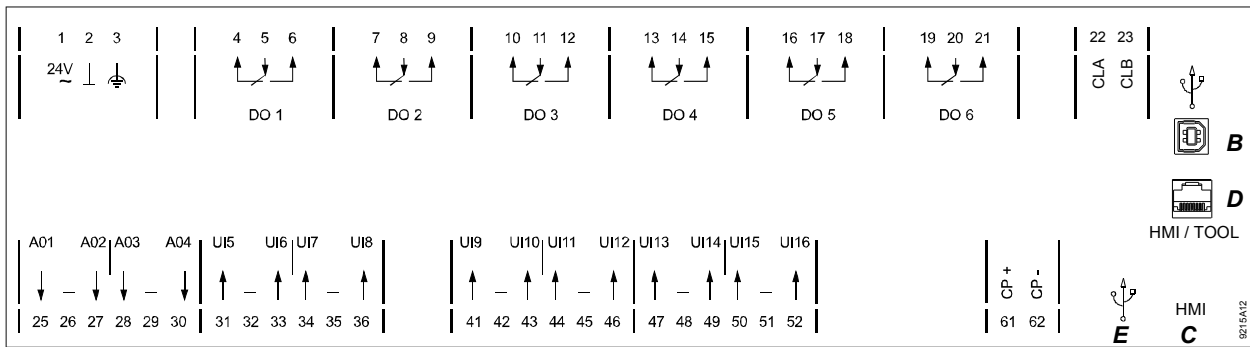 1 2 3 4 5 6 7 8 9 10 11 12 13 14 15 16 17 18 19 20 21 22 23
24V ~ CLA CLB
DO 1 DO 2 DO 3 DO 4 DO 5 DO 6
B
D
HMI / TOOL
A01 A02 A03 A04 UI5 UI6 UI7 UI8 UI9 UI10 UI11 UI12 UI13 UI14 UI15 UI16
– – – – – – – – CP + CP -
25 26 27 28 29 30 31 32 33 34 35 36 41 42 43 44 45 46 47 48 49 50 51 52 61 62
HMI
E C
9215A12